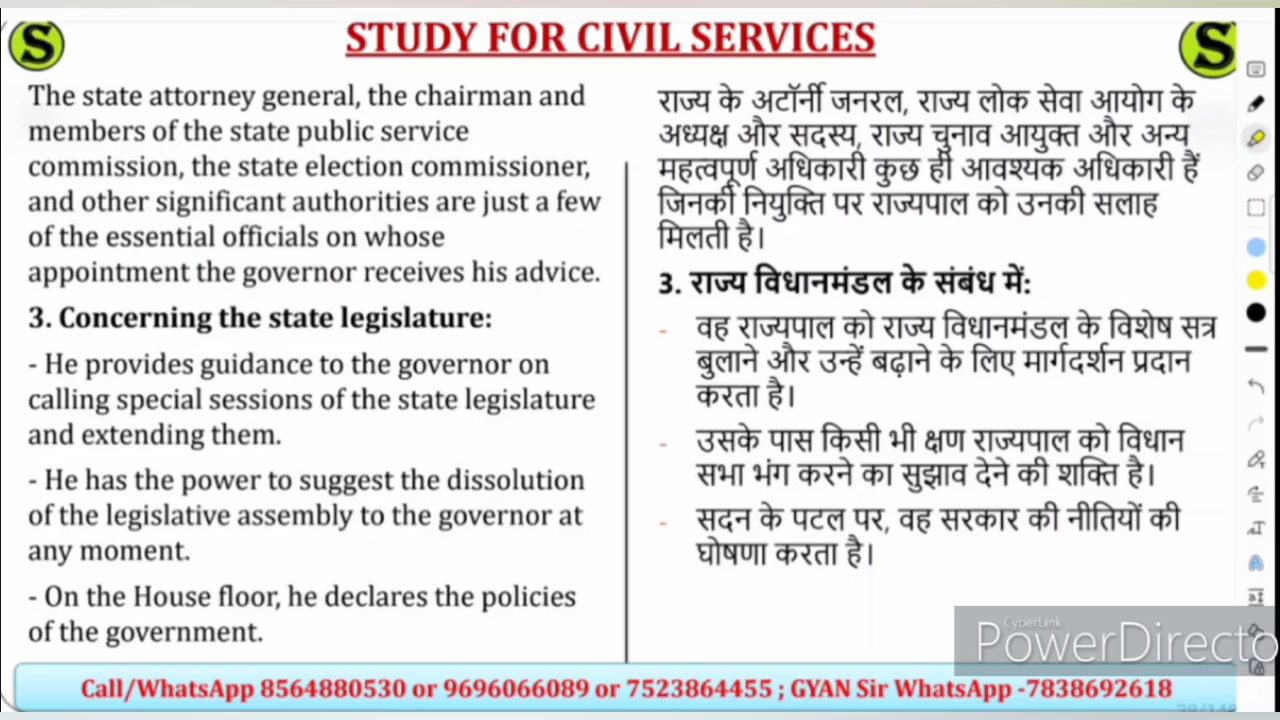 STUDY FOR CIVIL SERVICES
S
S
The state attorney general, the chairman and
members of the state public service
commission, the state election commissioner,
and other significant authorities are just a few
of the essential officials on whose
appointment the governor receives his advice.
3. Concerning the state legislature:
- He provides guidance to the governor on
calling special sessions of the state legislature
and extending them.
- He has the power to suggest the dissolution
of the legislative assembly to the governor at
any moment.
- On the House floor, he declares the policies
of the government.
राज्य के अटॉर्नी जनरल, राज्य लोक सेवा आयोग के
अध्यक्ष और सदस्य, राज्य चुनाव आयुक्त और अन्य
महत्वपूर्ण अधिकारी कुछ ही आवश्यक अधिकारी हैं
जिनकी नियुक्ति पर राज्यपाल को उनकी सलाह
मिलती है।
3. राज्य विधानमंडल के संबंध में:
- वह राज्यपाल को राज्य विधानमंडल के विशेष सत्र
बुलाने और उन्हें बढ़ाने के लिए मार्गदर्शन प्रदान
करता है।
- उसके पास किसी भी क्षण राज्यपाल को विधान
सभा भंग करने का सुझाव देने की शक्ति है।
- सदन के पटल पर, वह सरकार की नीतियों की
घोषणा करता है।
CyberLink
PowerDirecto
Call/WhatsApp 8564880530 or 9696066089 or 7523864455 ; GYAN Sir WhatsApp -7838692618